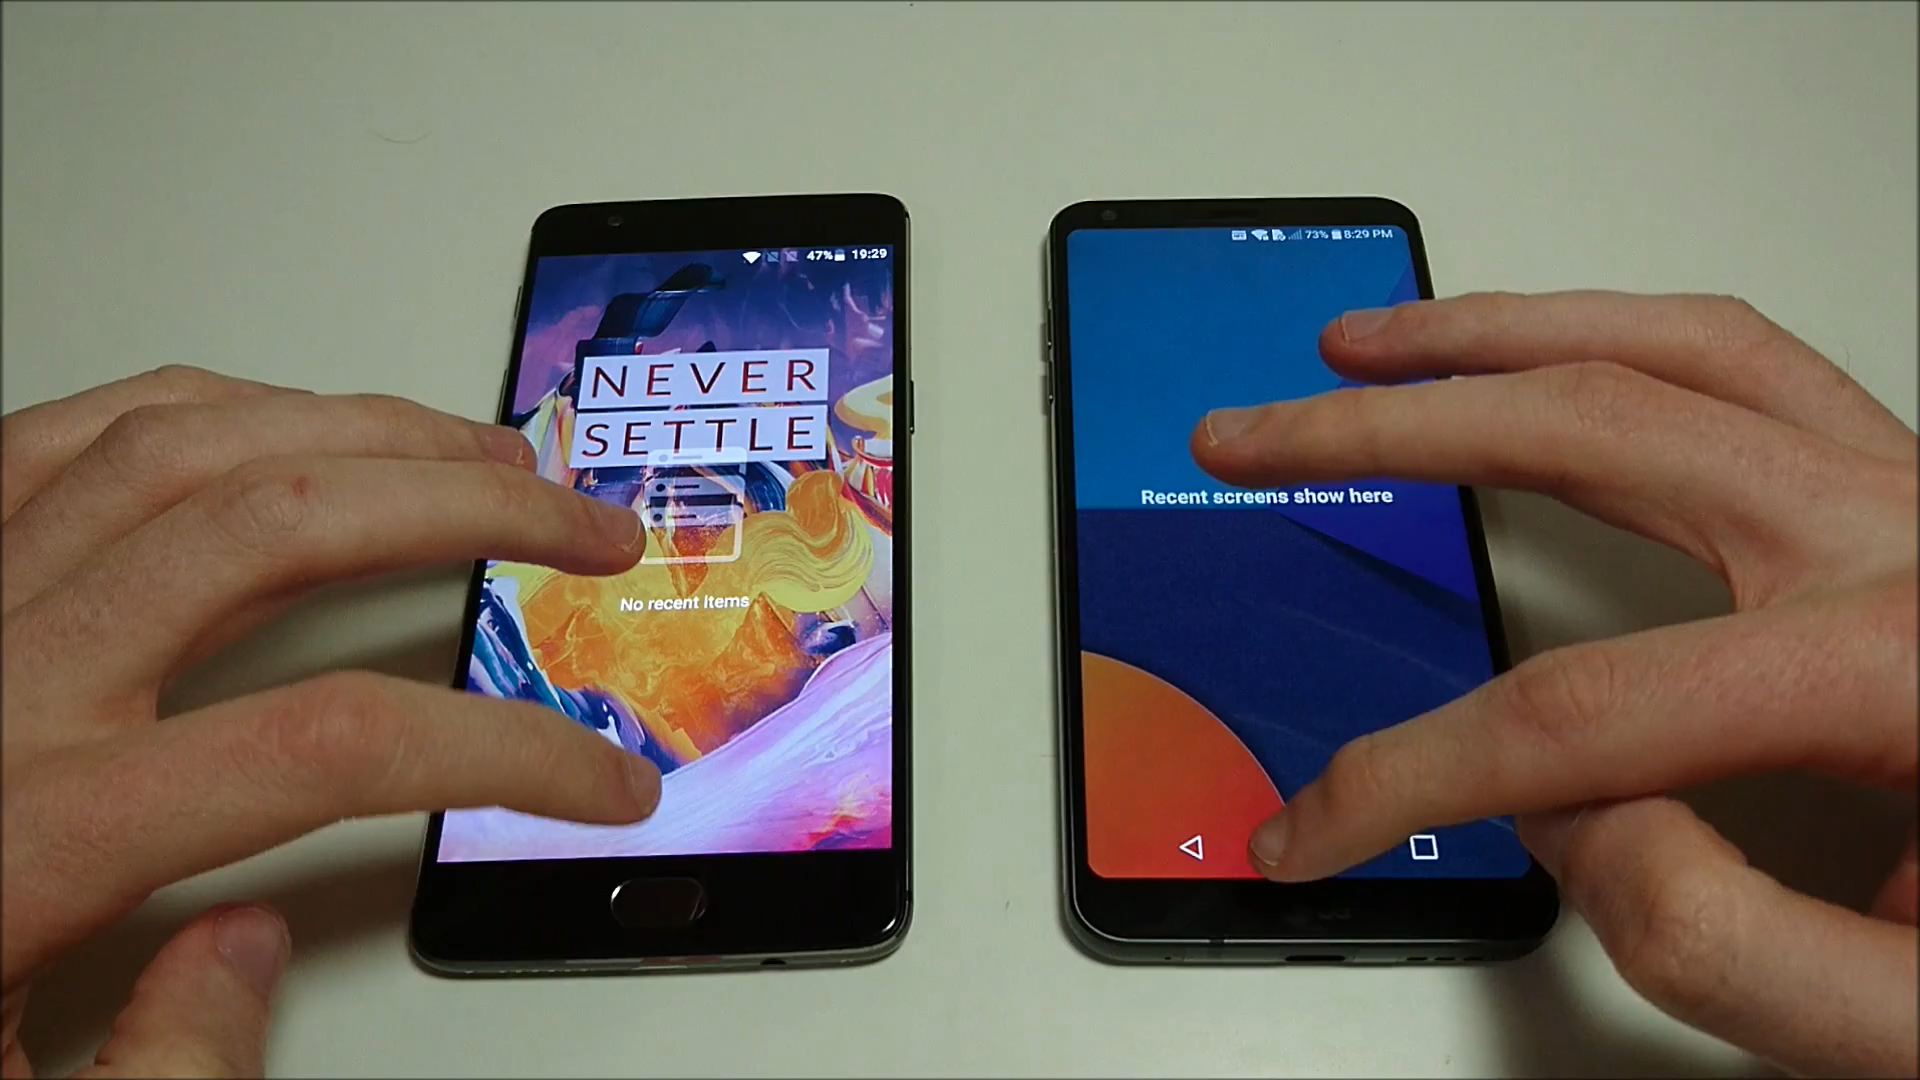 47% 19:29
NEVER
SETTLE
No recent items
73% 8:29 PM
Recent screens show here